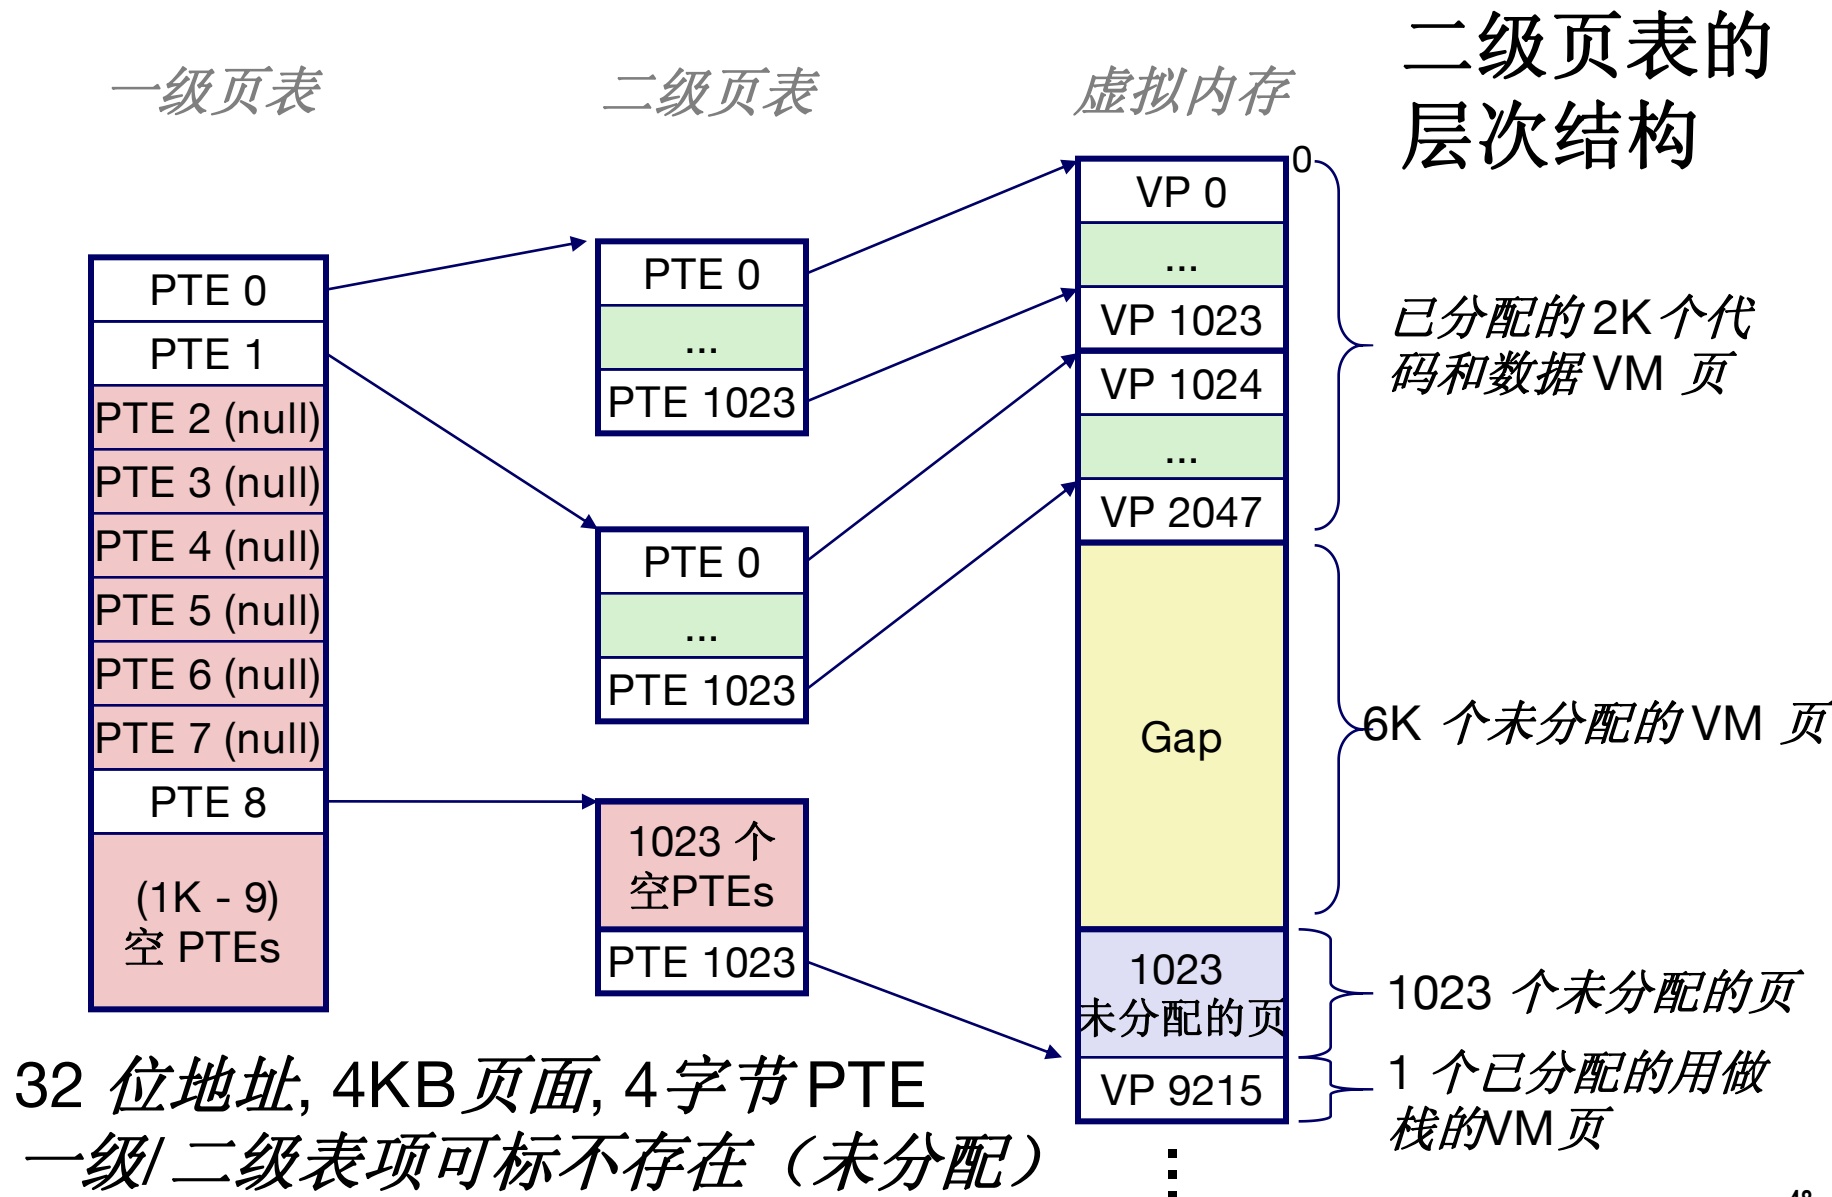 二级页表的
层次结构
一级页表
二级页表
虚拟内存
PTE 0
PTE 1
PTE 2 (null)
PTE 3 (null)
PTE 4 (null)
PTE 5 (null)
PTE 6 (null)
PTE 7 (null)
PTE 8
(1K - 9)
空 PTEs
PTE 0
...
PTE 1023
PTE 0
...
PTE 1023
1023 个
空PTEs
PTE 1023
0
VP 0
...
VP 1023
VP 1024
...
VP 2047
Gap
1023
未分配的页
VP 9215
已分配的 2K个代
码和数据 VM 页
6K 个未分配的 VM 页
1023 个未分配的页
1 个已分配的用做
栈的VM页
32 位地址, 4KB页面, 4字节 PTE
一级/ 二级表项可标不存在（未分配）